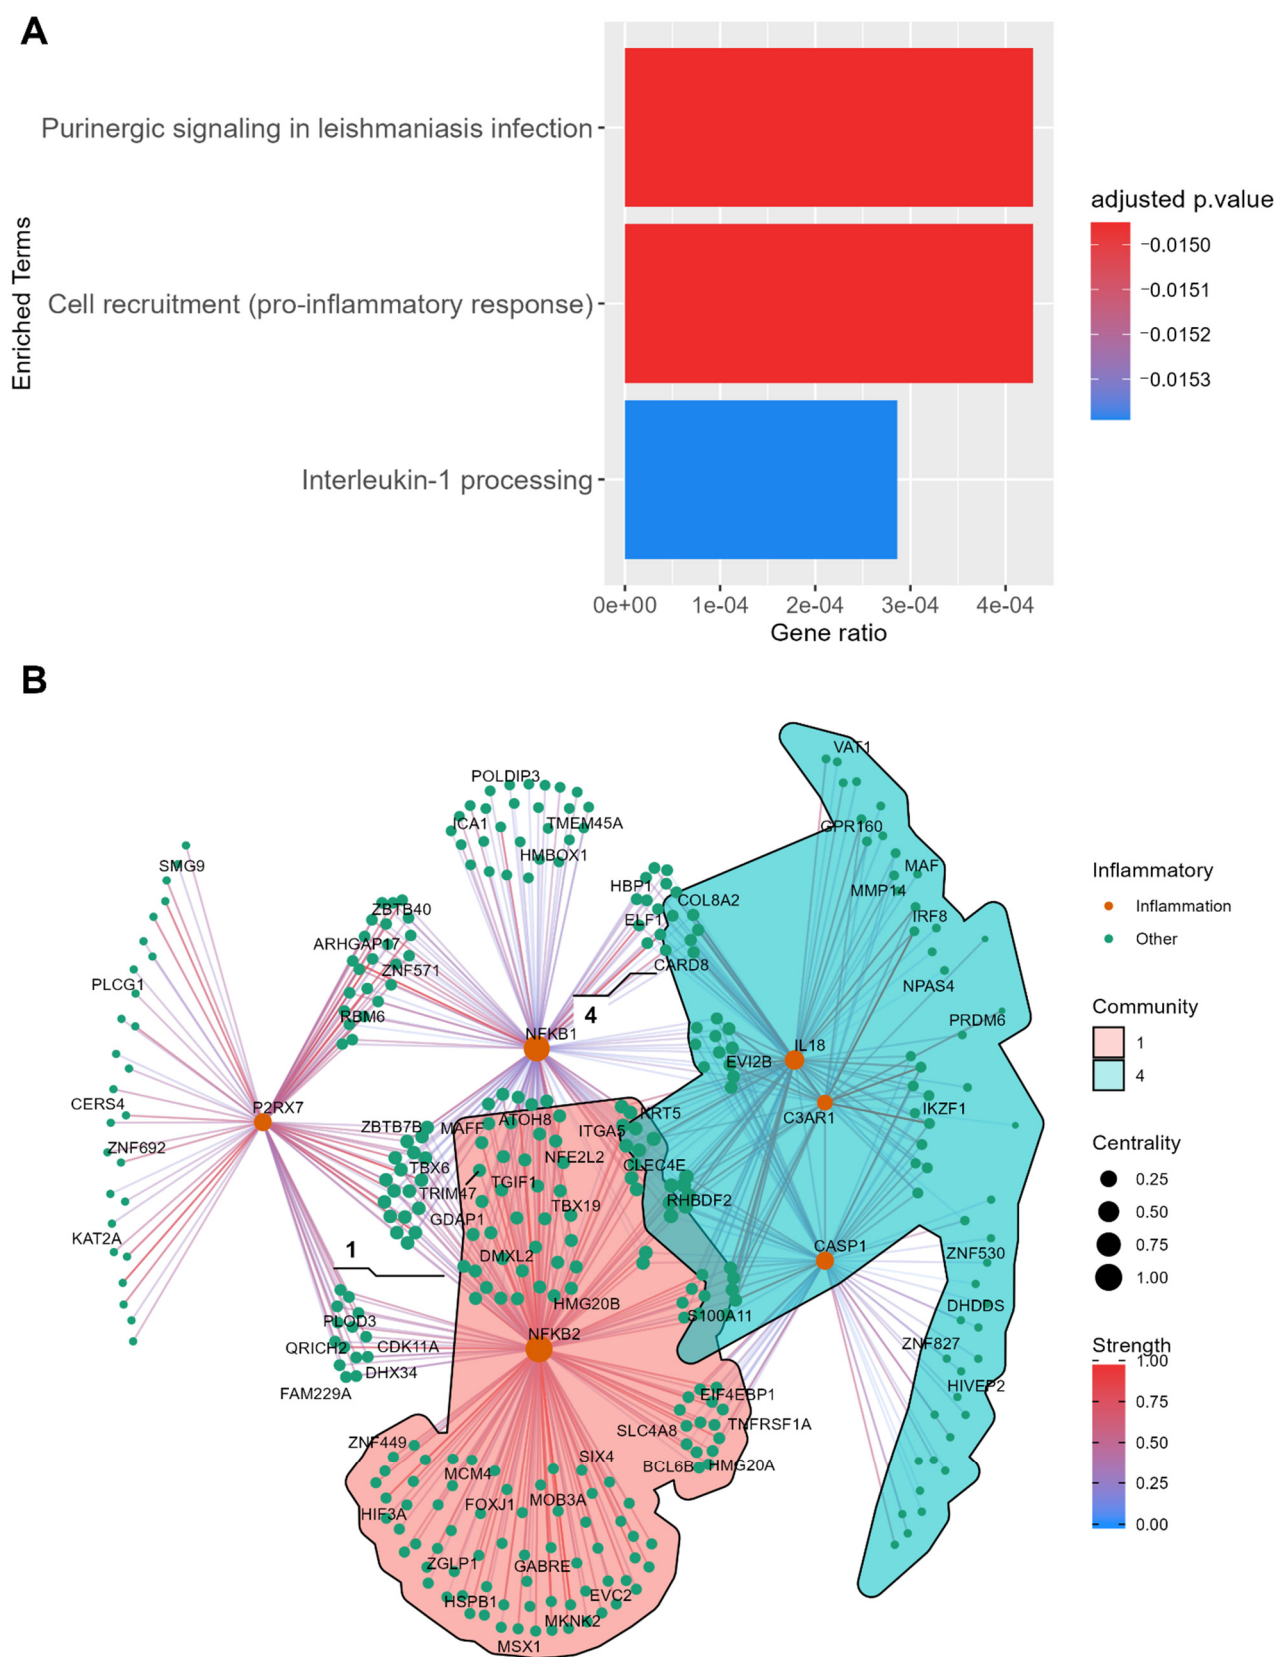 A
Enriched Terms
Purinergic signaling in leishmaniasis infection
Cell recruitment (pro-inflammatory response)
Interleukin-1 processing
0e+00 1e-04 2e-04 3e-04 4e-04
Gene ratio
adjusted p.value
0.0150
0.0151
0.0152
0.0153
B
VAT1
POLDIP3
ICA1
TMEM45A
GPR160
HMBOX1
SMG9
MAF
HBP1
MMP14
COL8A2
ZBTB40
ELF1
IRF8
ARHGAP17
CARD8
ZNF571
PLCG1
NPAS4
4
RBM6
PRDM6
NFKB1
IL18
EVI2B
CERS4
P2RX7
IKZF1
KRT5
C3AR1
ATOH8
ZBTB7B
MAFF
ITGA5
ZNF692
NFE2L2
CLEC4E
TBX6
TGIF1
TRIM47
RHBDF2
TBX19
GDAP1
KAT2A
1
DMXL2
CASP1
ZNF530
HMG20B
DHDDS
S100A11
PLOD3
NFKB2
QRICH2
CDK11A
ZNF827
DHX34
HIVEP2
FAM229A
EIF4EBP1
SLC4A8
TNFRSF1A
ZNF449
SIX4
BCL6B
HMG20A
MCM4
FOXJ1
MOB3A
HIF3A
ZGLP1
GABRE
EVC2
HSPB1
MKNK2
MSX1
Inflammatory
Inflammation
Other
Community
1
4
Centrality
0.25
0.50
0.75
1.00
Strength
1.00
0.75
0.50
0.25
0.00